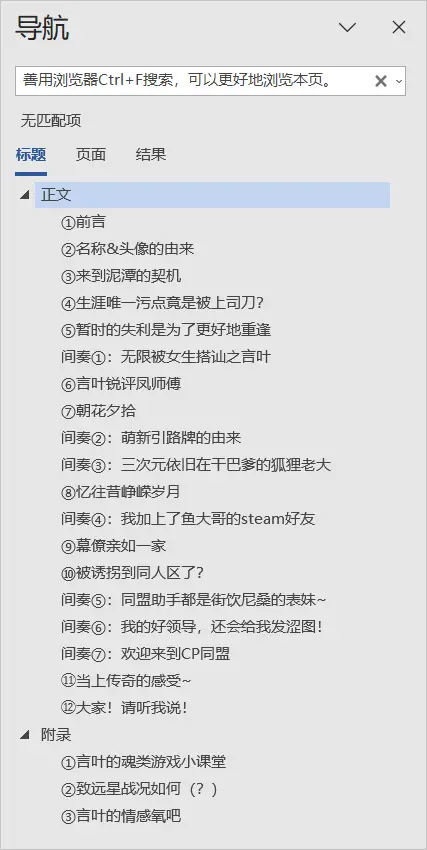 导航
善用浏览器Ctrl+F搜索，可以更好地浏览本页。
无匹配项
标题 页面 结果
正文
①前言
②名称&头像的由来
③来到泥潭的契机
④生涯唯一污点竟是被上司刀？
⑤暂时的失利是为了更好地重逢
间奏①：无限被女生搭讪之言叶
⑥言叶锐评凤师傅
⑦朝花夕拾
间奏②：萌新引路牌的由来
间奏③：三次元依旧在干巴爹的狐狸老大
⑧忆往昔峥嵘岁月
间奏④：我加上了鱼大哥的steam好友
⑨幕僚亲如一家
⑩被诱拐到同人区了？
间奏⑤：同盟助手都是街饮尼桑的表妹~
间奏⑥：我的好领导，还会给我发涩图！
间奏⑦：欢迎来到CP同盟
⑪当上传奇的感受~
⑫大家！请听我说！
附录
①言叶的魂类游戏小课堂
②致远星战况如何（？）
③言叶的情感氧吧